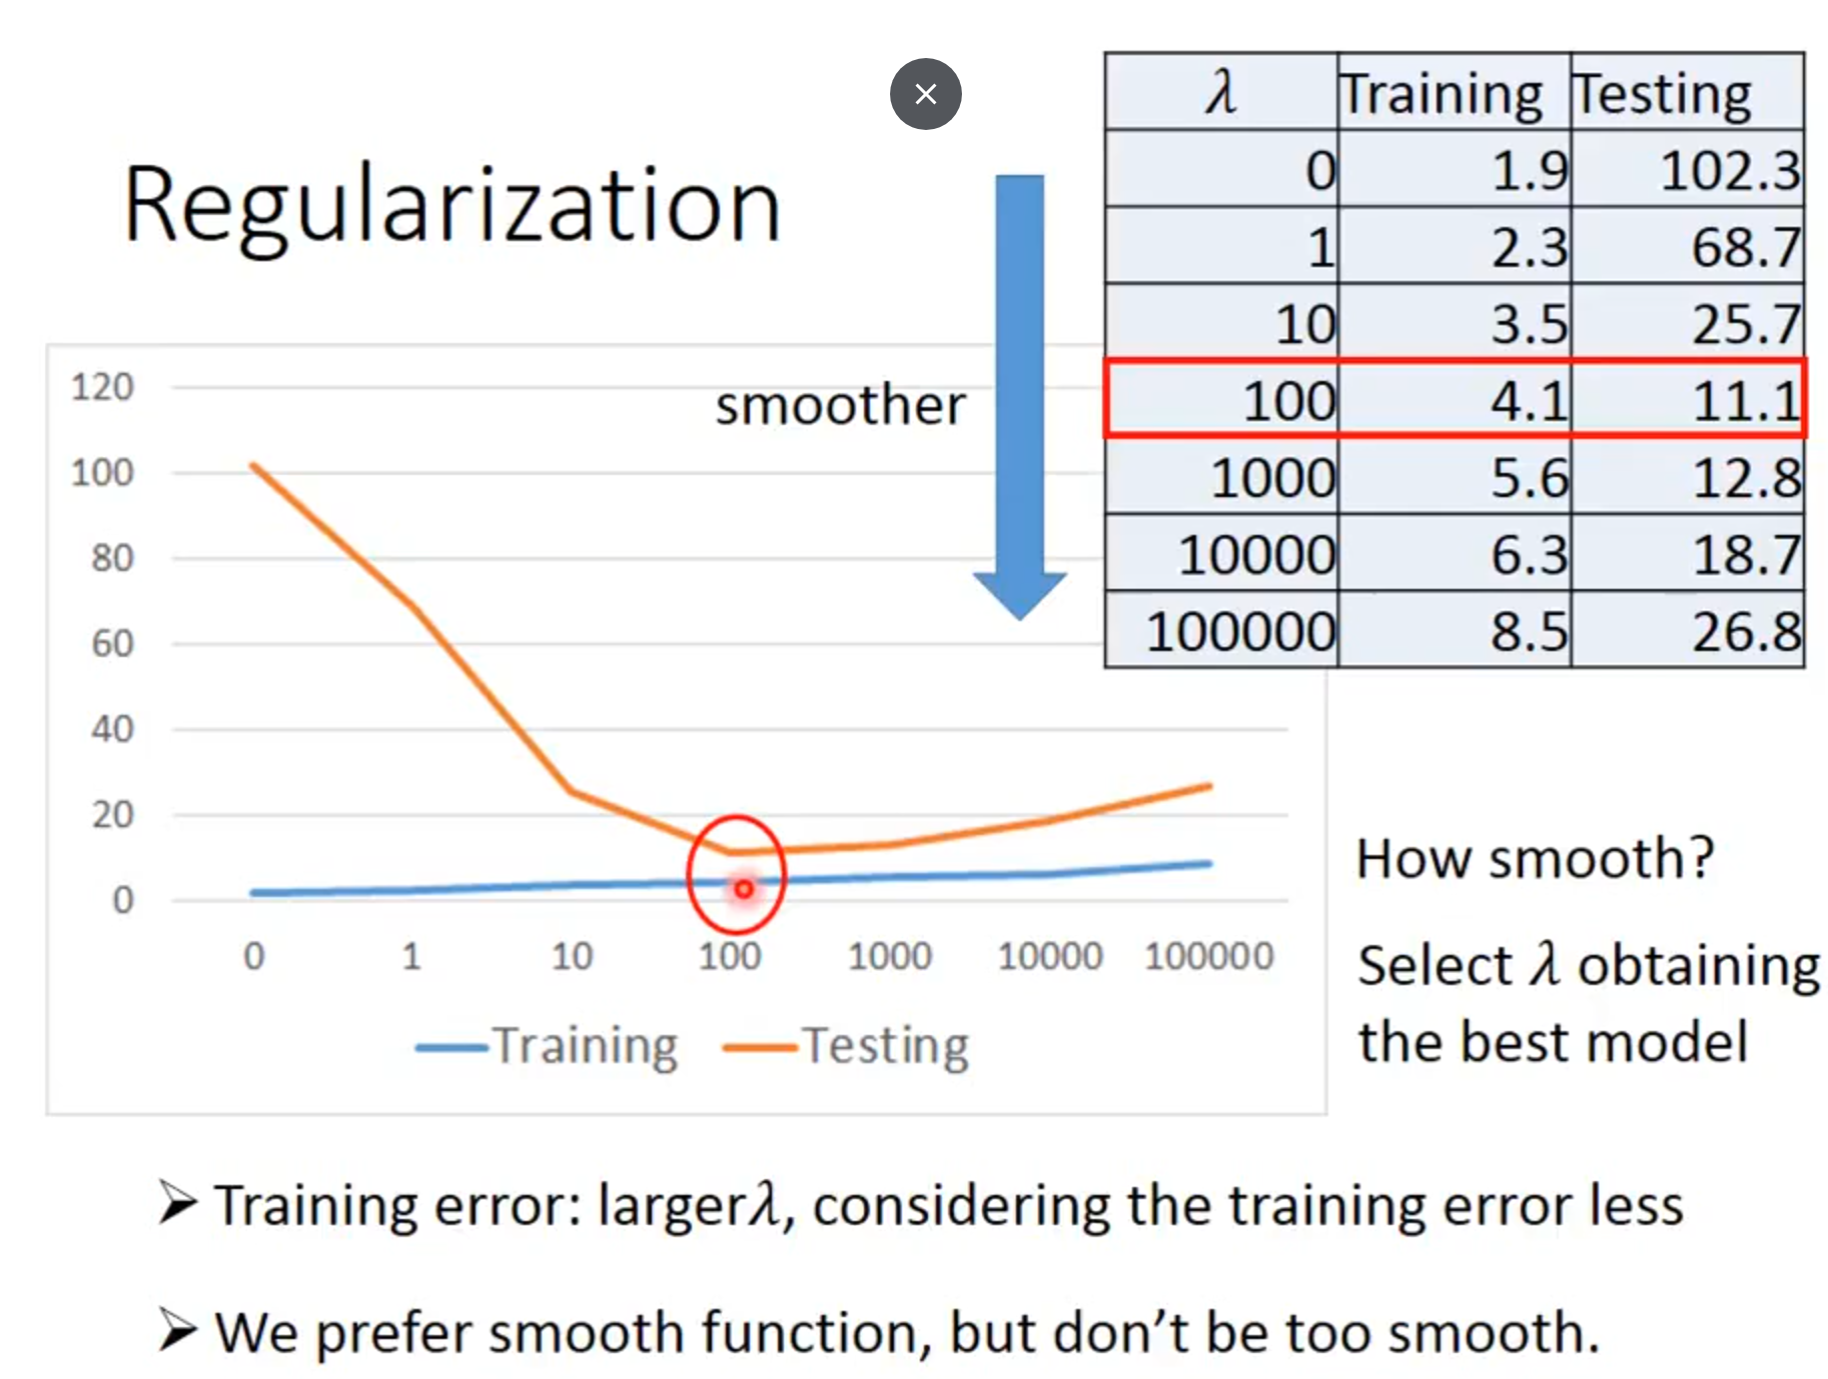 Regularization
λ Training Testing
0 1.9 102.3
1 2.3 68.7
10 3.5 25.7
100 4.1 11.1
1000 5.6 12.8
10000 6.3 18.7
100000 8.5 26.8
smoother
120
100
80
60
40
20
0
0 1 10 100 1000 10000 100000
Training Testing
How smooth?
Select λ obtaining
the best model
➢ Training error: largerλ, considering the training error less
➢ We prefer smooth function, but don’t be too smooth.